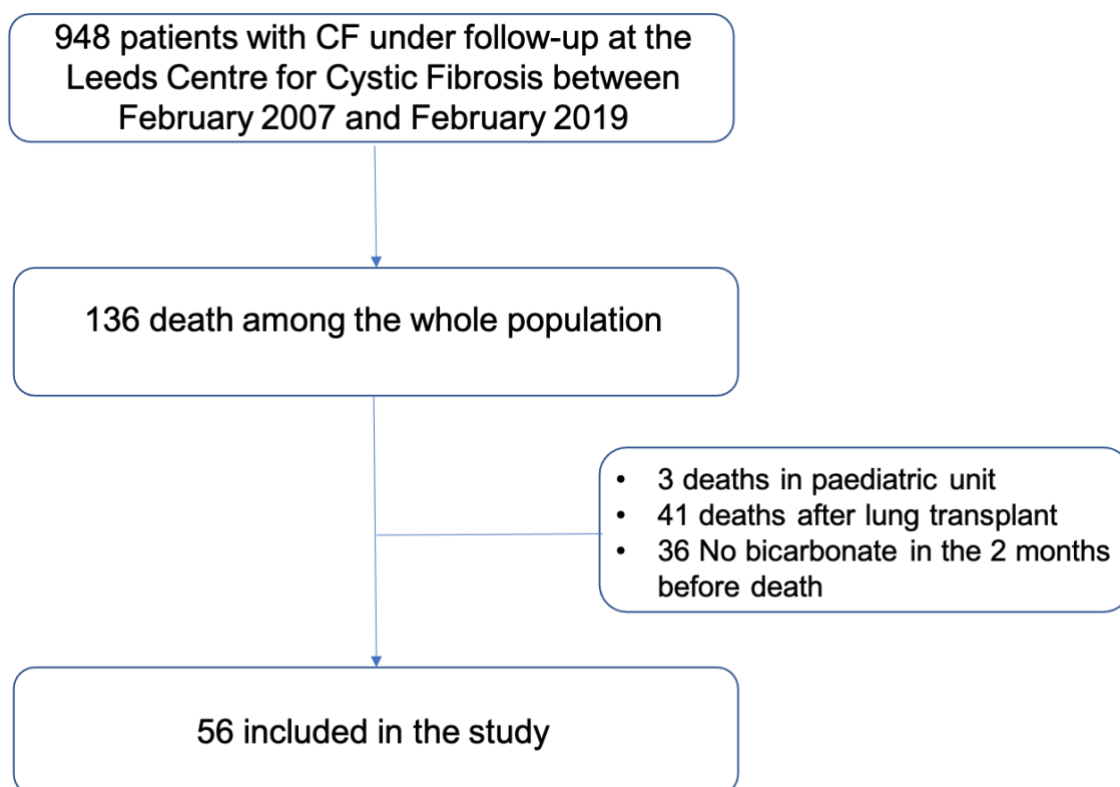 948 patients with CF under follow-up at the
Leeds Centre for Cystic Fibrosis between
February 2007 and February 2019
136 death among the whole population
• 3 deaths in paediatric unit
• 41 deaths after lung transplant
• 36 No bicarbonate in the 2 months
before death
56 included in the study